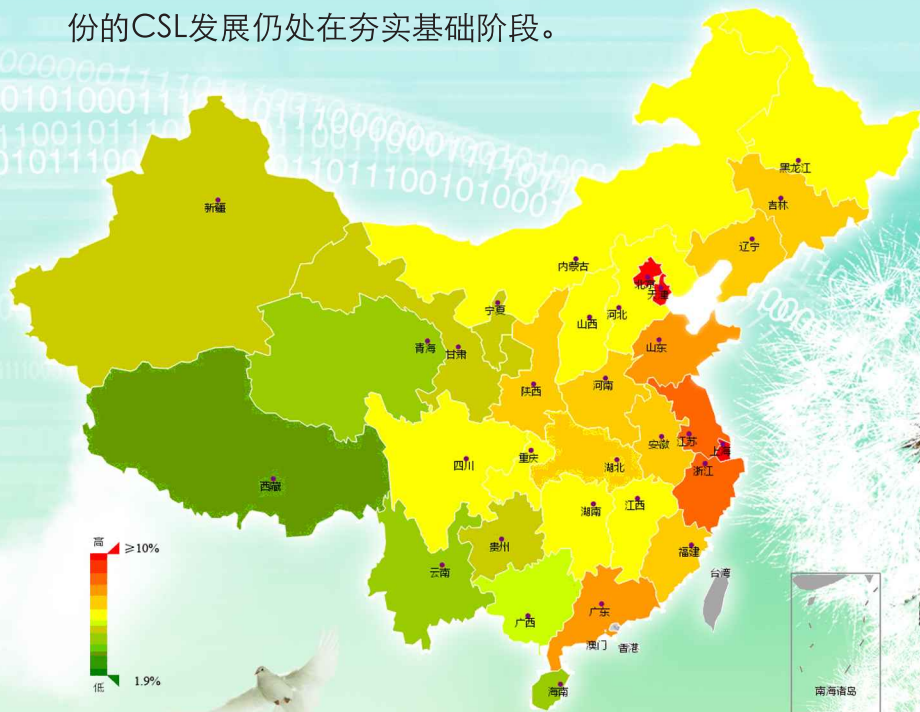 份的CSL发展仍处在夯实基础阶段。
黑龙江
吉林
新疆
辽宁
内蒙古
北京
天津
宁夏
河北
山西
青海
甘肃
山东
陕西
河南
安徽
江苏
上海
四川
重庆
湖北
浙江
西藏
湖南
江西
高
≥10%
贵州
福建
云南
台湾
广西
广东
澳门
香港
1.9%
低
海南
南海诸岛